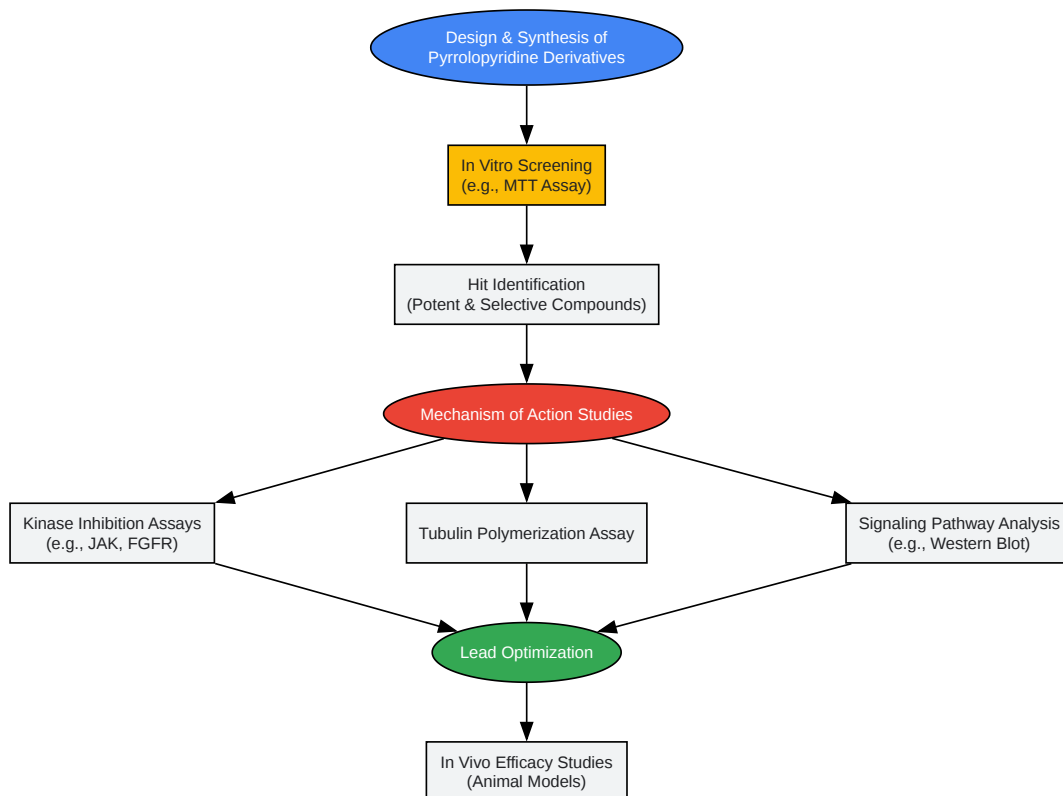 Design & Synthesis of
Pyrrolopyridine Derivatives
In Vitro Screening
(e.g., MTT Assay)
Hit Identification
(Potent & Selective Compounds)
Mechanism of Action Studies
Kinase Inhibition Assays
(e.g., JAK, FGFR)
Tubulin Polymerization Assay
Signaling Pathway Analysis
(e.g., Western Blot)
Lead Optimization
In Vivo Efficacy Studies
(Animal Models)